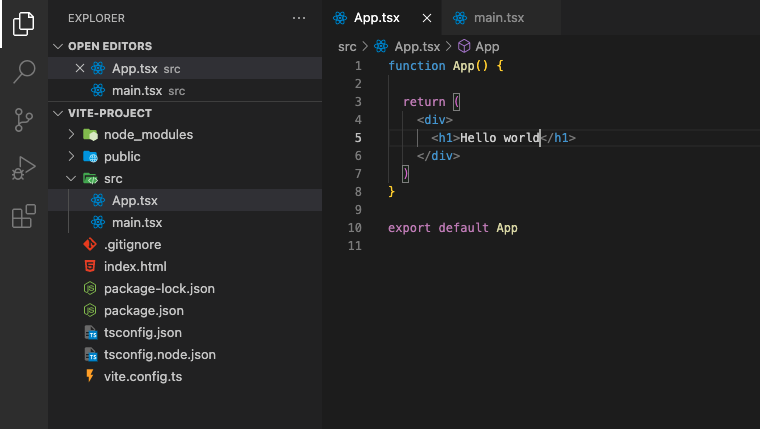 EXPLORER
OPEN EDITORS
App.tsx src
main.tsx src
VITE-PROJECT
node_modules
public
src
App.tsx
main.tsx
.gitignore
index.html
package-lock.json
package.json
TS tsconfig.json
TS tsconfig.node.json
vite.config.ts
App.tsx main.tsx
src > App.tsx > App
1 function App() {
2
3 return (
4 <div>
5 <h1>Hello world</h1>
6 </div>
7 )
8 }
9
10 export default App
11